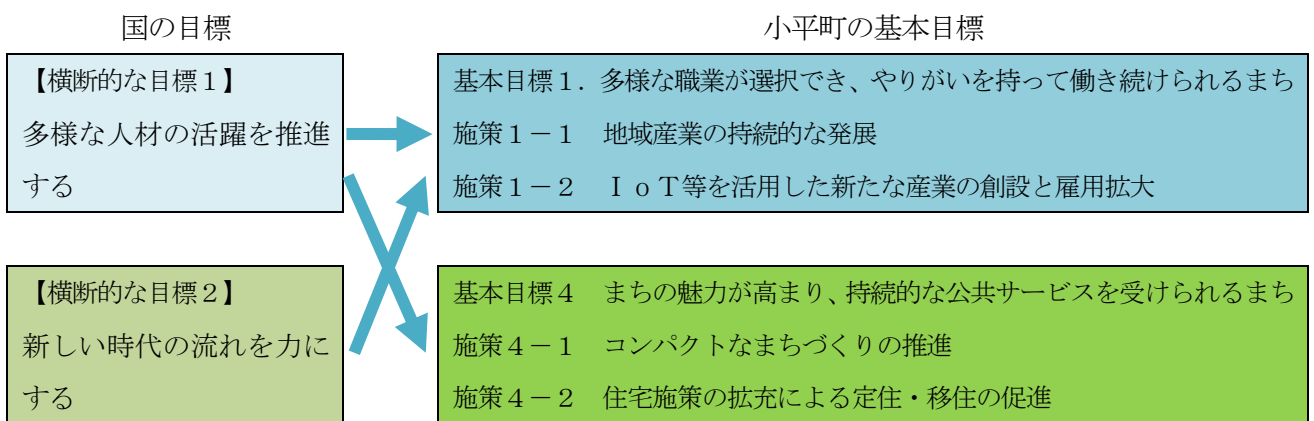 国の目標
小平町の基本目標
【横断的な目標１】
多様な人材の活躍を推進
する
基本目標１．多様な職業が選択でき、やりがいを持って働き続けられるまち
施策１－１　地域産業の持続的な発展
施策１－２　ＩｏＴ等を活用した新たな産業の創設と雇用拡大
【横断的な目標２】
新しい時代の流れを力に
する
基本目標４　まちの魅力が高まり、持続的な公共サービスを受けられるまち
施策４－１　コンパクトなまちづくりの推進
施策４－２　住宅施策の拡充による定住・移住の促進